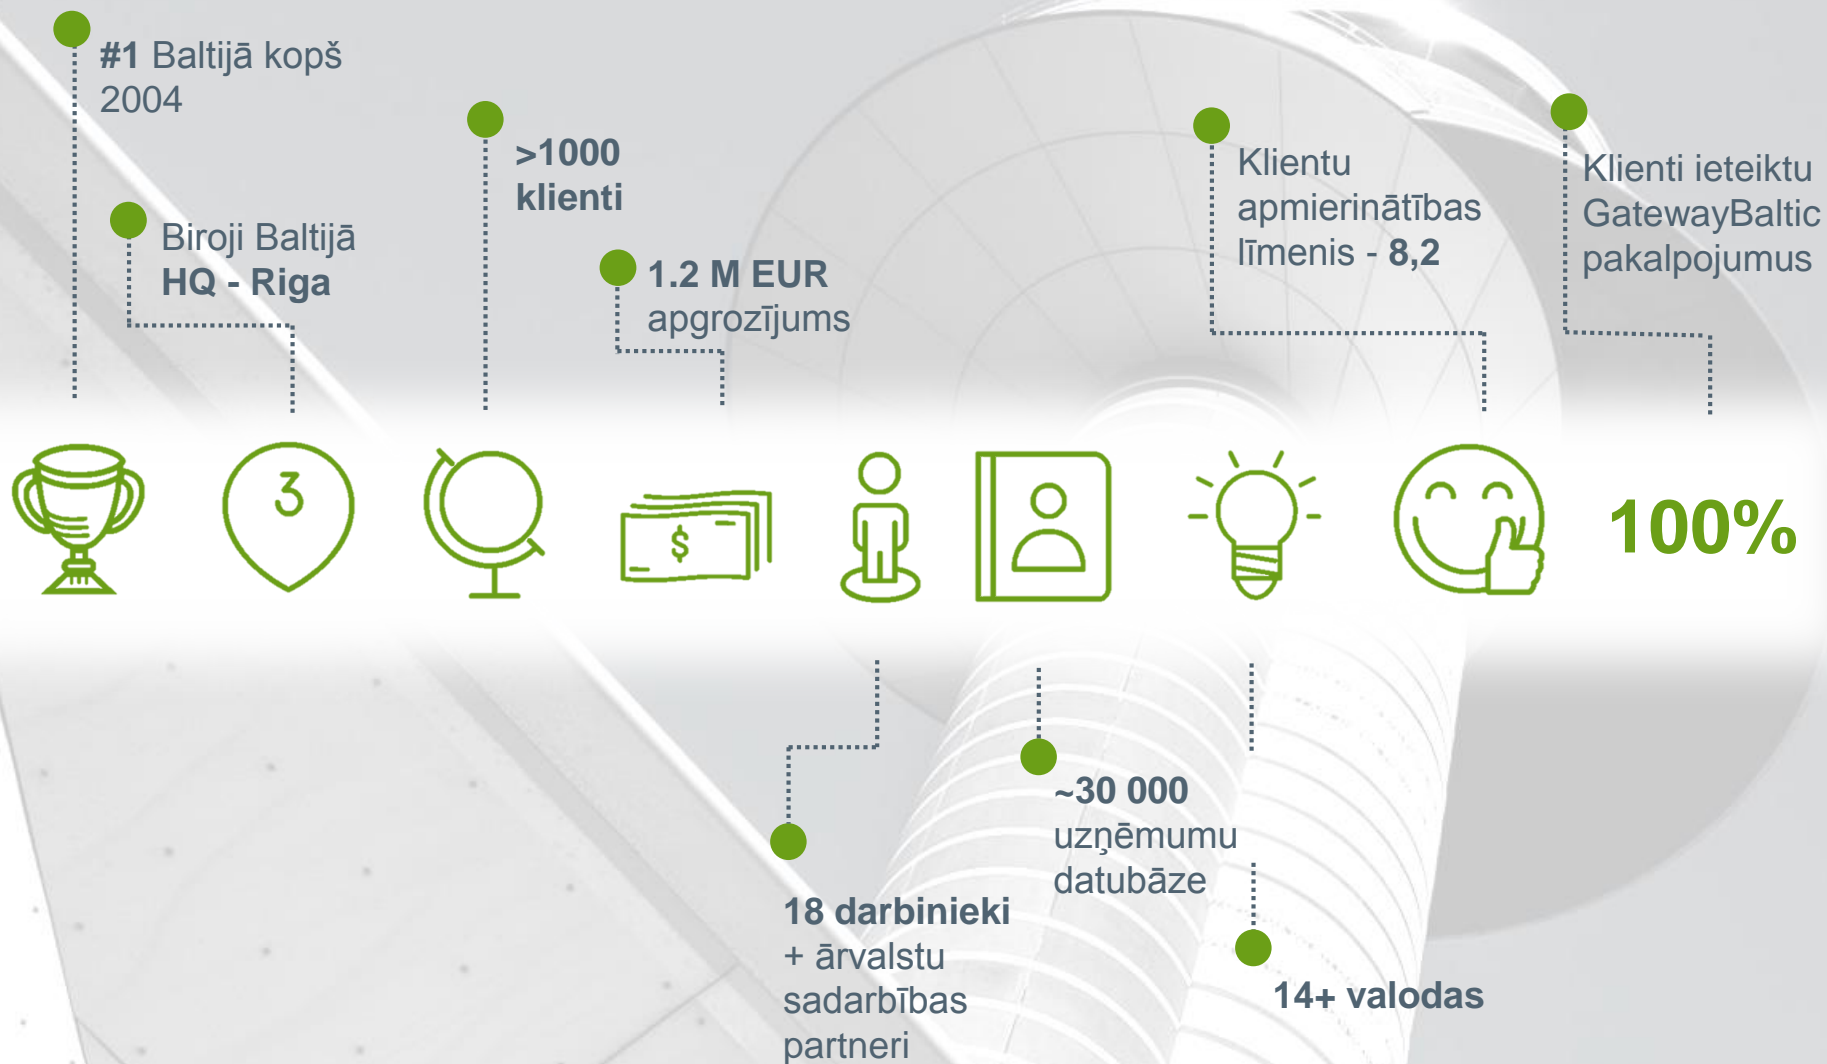 #1 Baltijā kopš
2004
Biroji Baltijā
HQ - Riga
>1000
klienti
1.2 M EUR
apgrozījums
Klientu
apmierinātības
līmenis - 8,2
Klienti ieteiktu
GatewayBaltic
pakalpojumus
3
$
100%
18 darbinieki
+ ārvalstu
sadarbības
partneri
~30 000
uzņēmumu
datubāze
14+ valodas